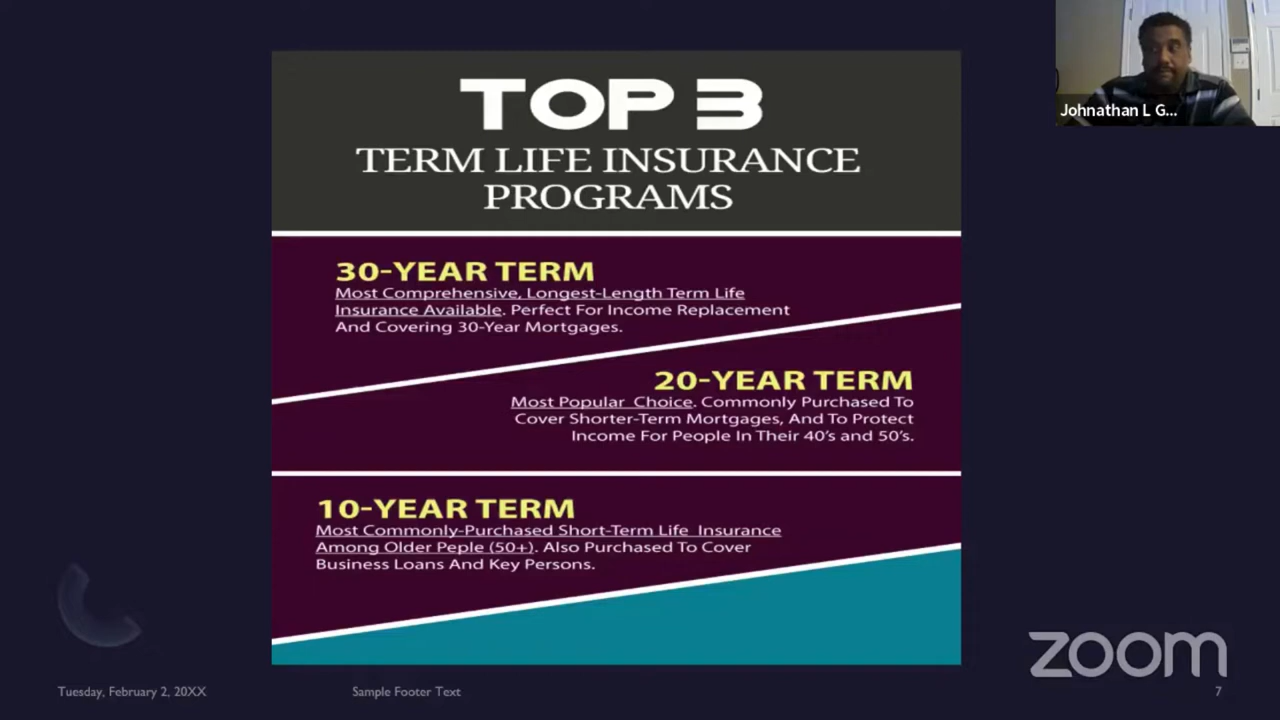 TOP 3
TERM LIFE INSURANCE
PROGRAMS
30-YEAR TERM
Most Comprehensive, Longest-Length Term Life
Insurance Available. Perfect For Income Replacement
And Covering 30-Year Mortgages.
20-YEAR TERM
Most Popular Choice. Commonly Purchased To
Cover Shorter-Term Mortgages, And To Protect
Income For People In Their 40's and 50's.
10-YEAR TERM
Most Commonly-Purchased Short-Term Life Insurance
Among Older Peple (50+). Also Purchased To Cover
Business Loans And Key Persons.
Johnathan L G...
zoom
Tuesday, February 2, 20XX
Sample Footer Text
7